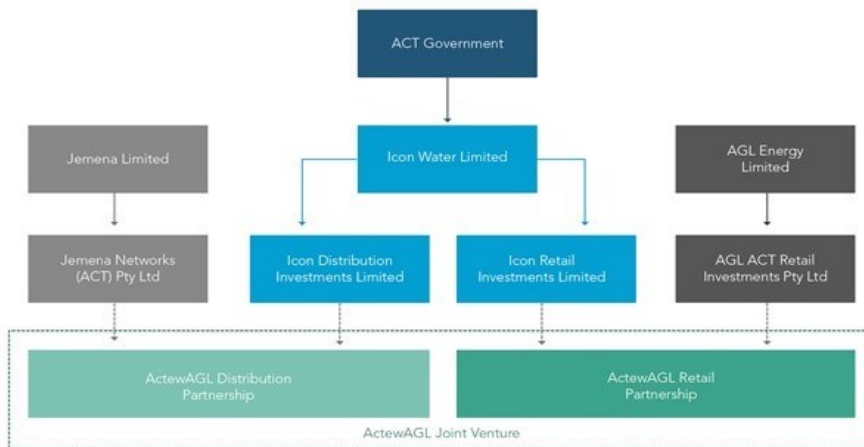 ACT Government
Jemena Limited
Icon Water Limited
AGL Energy
Limited
Jemena Networks
(ACT) Pty Ltd
Icon Distribution
Investments Limited
Icon Retail
Investments Limited
AGL ACT Retail
Investments Pty Ltd
ActewAGL Distribution
Partnership
ActewAGL Retail
Partnership
ActewAGL Joint Venture